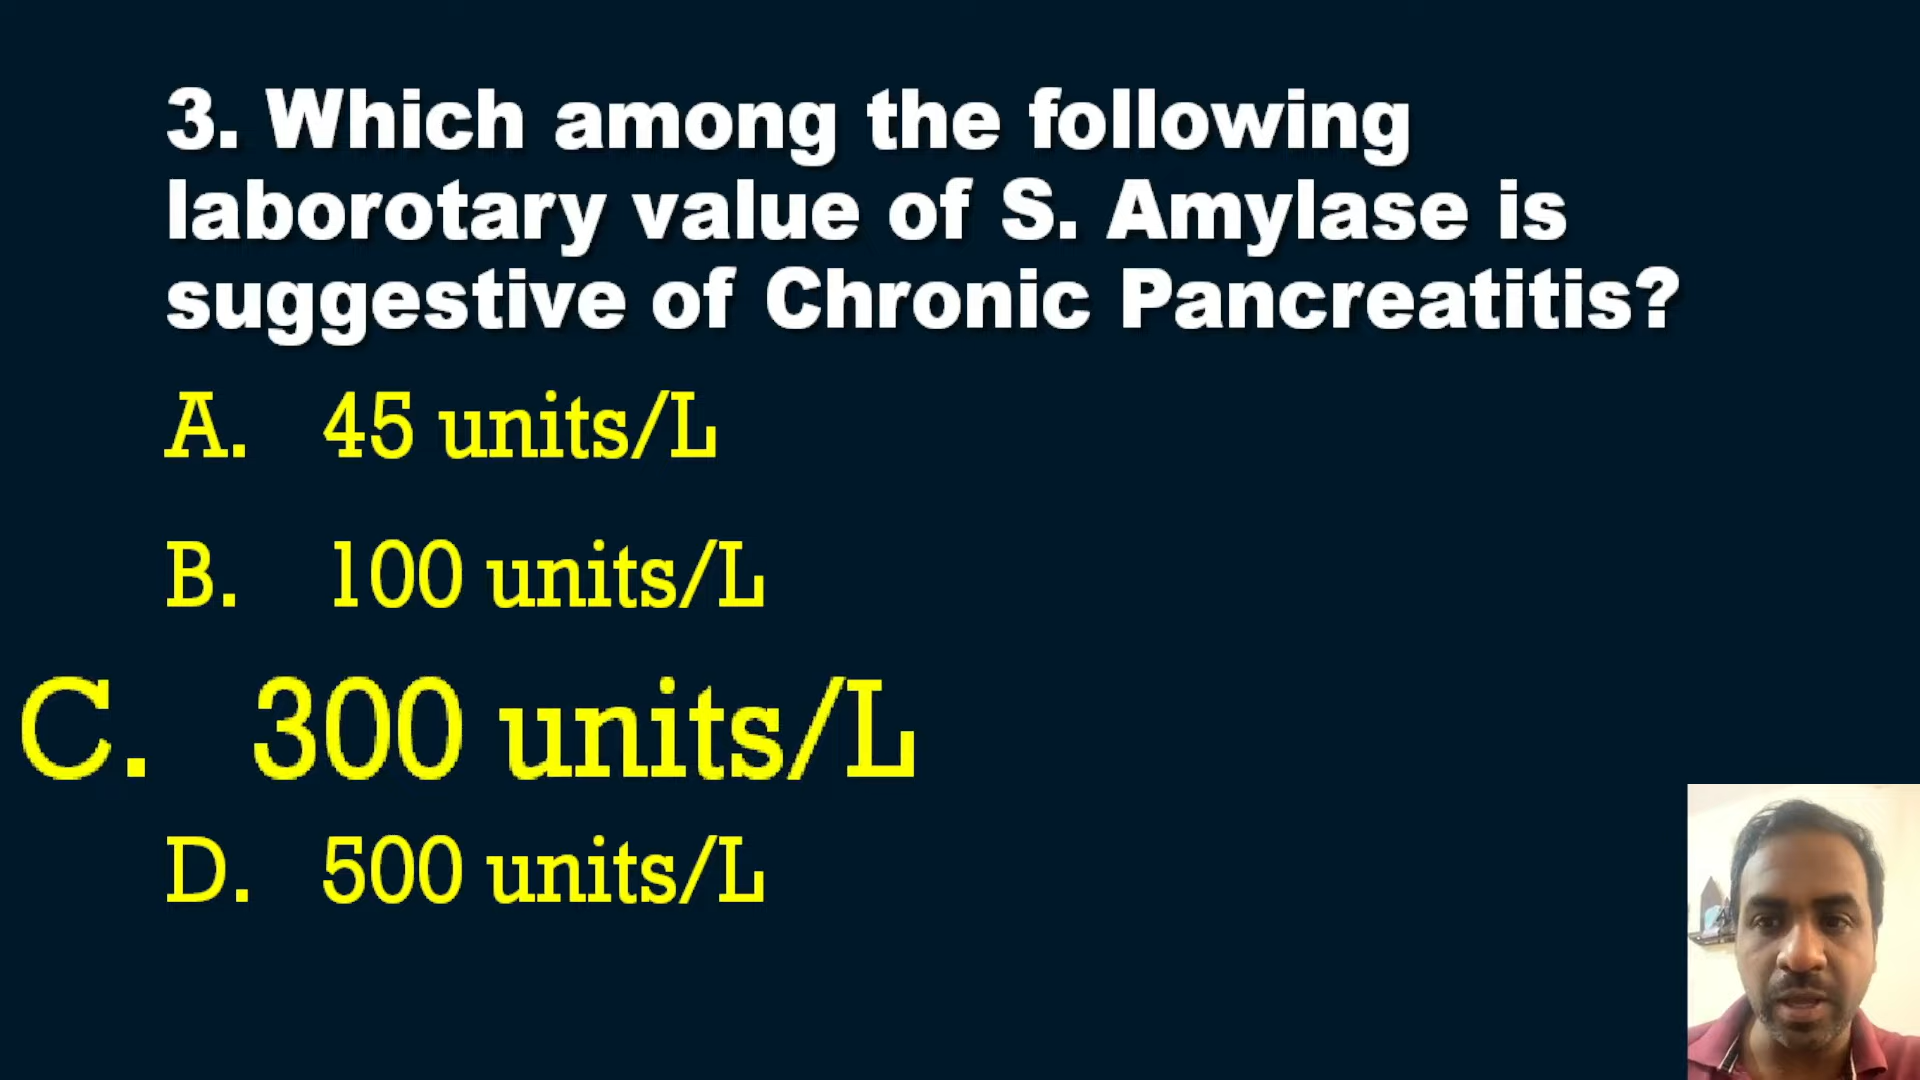 3. Which among the following
laborotary value of S. Amylase is
suggestive of Chronic Pancreatitis?
A. 45 units/L
B. 100 units/L
C. 300 units/L
D. 500 units/L